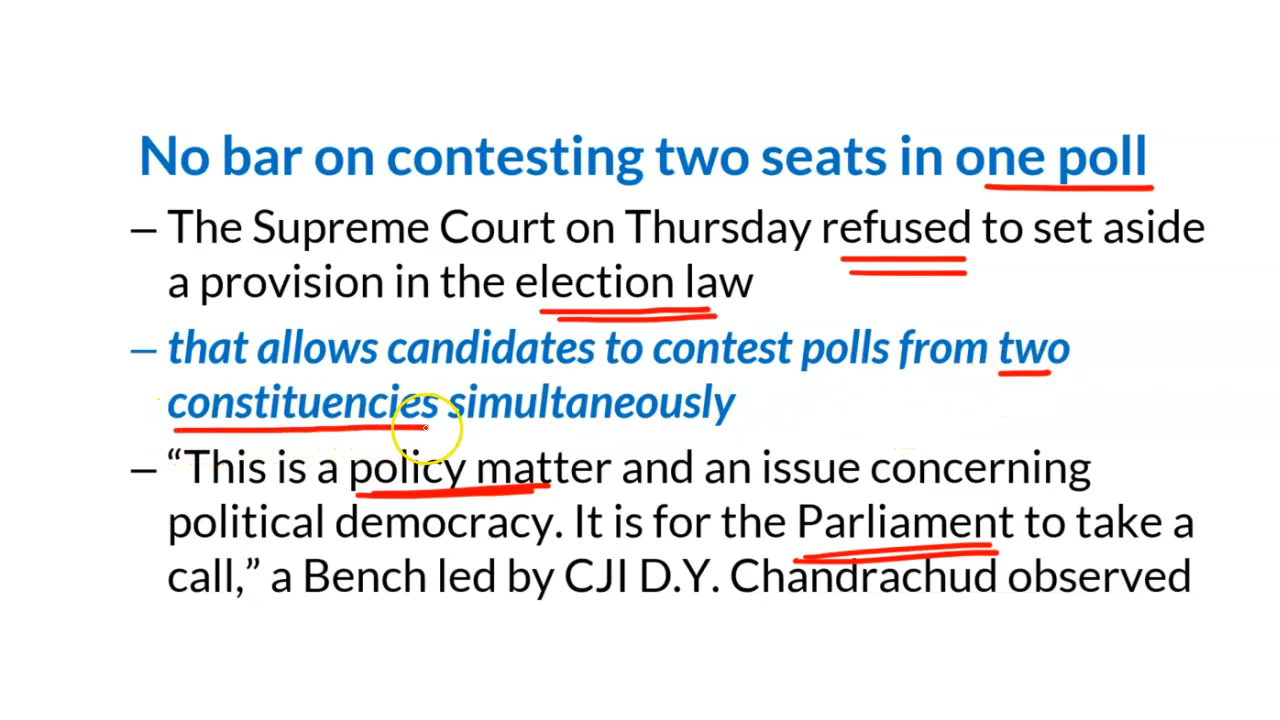 No bar on contesting two seats in one poll
– The Supreme Court on Thursday refused to set aside
a provision in the election law
– that allows candidates to contest polls from two
constituencies simultaneously
– “This is a policy matter and an issue concerning
political democracy. It is for the Parliament to take a
call,” a Bench led by CJI D.Y. Chandrachud observed